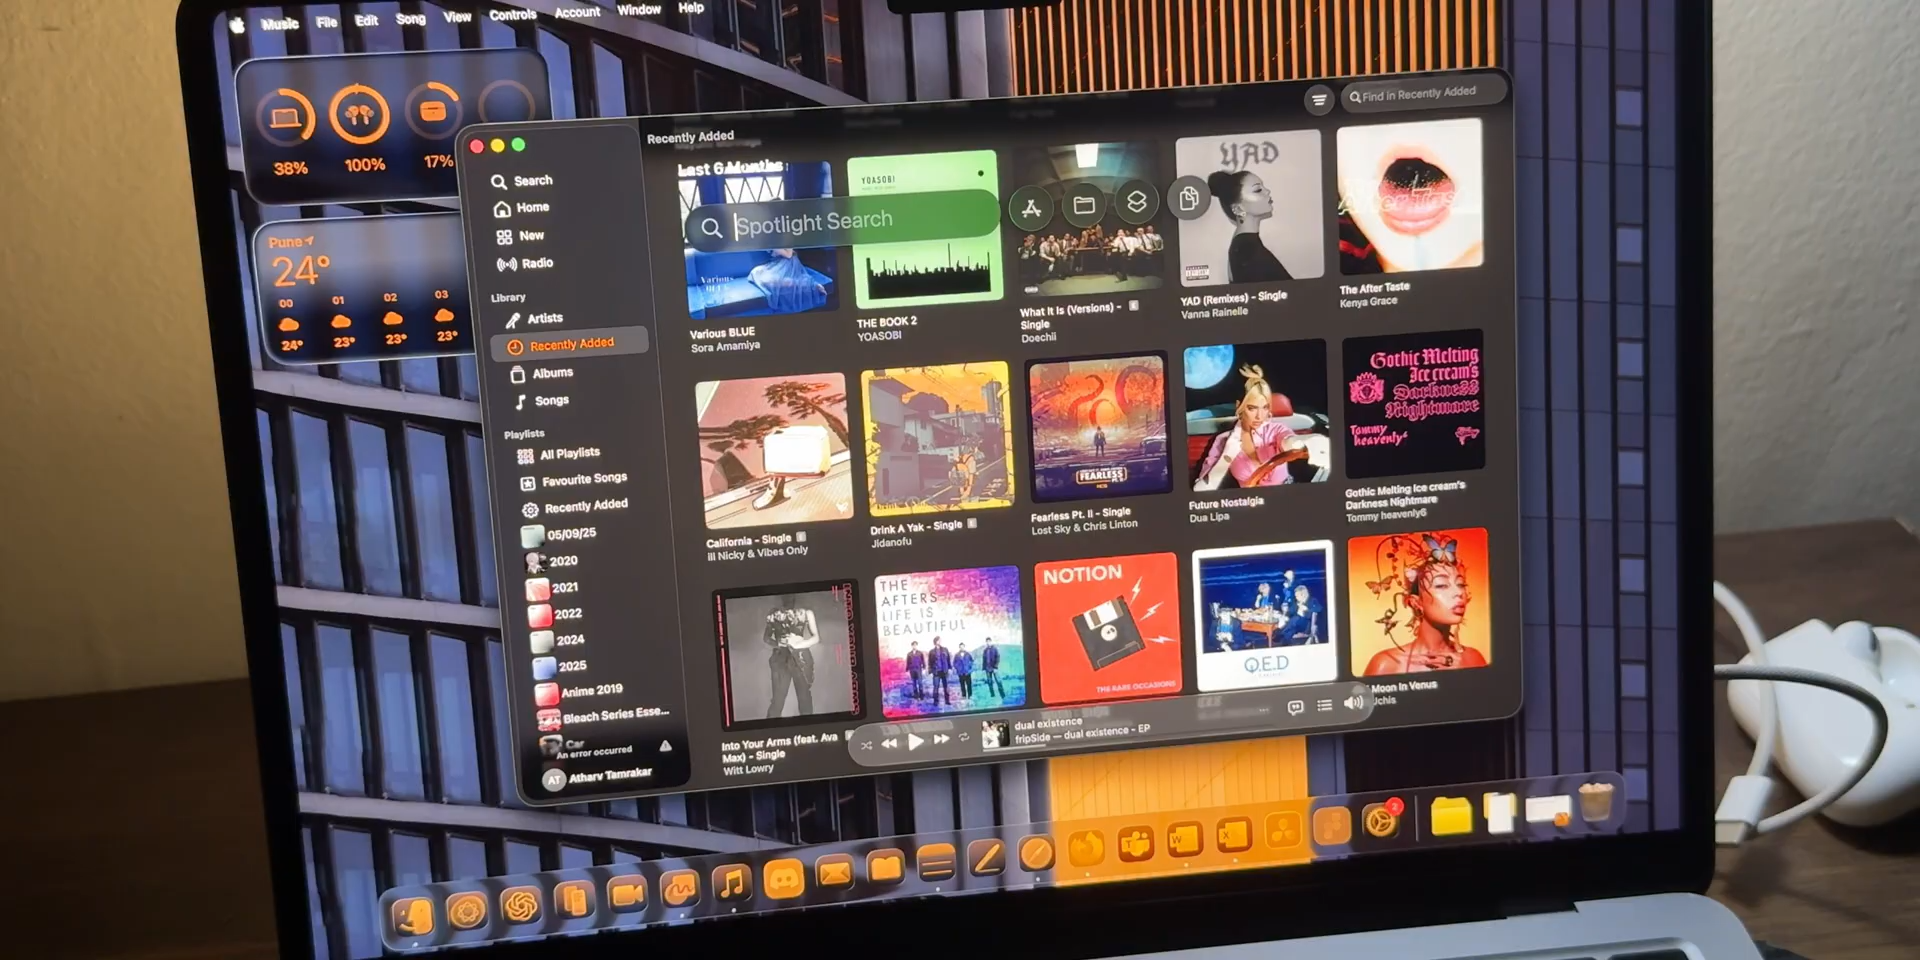 Music File Edit Song View Controls Account Window Help
38% 100% 17%
Pune
24°
00 01 02 03
24° 23° 23° 23°
Search
Home
New
Radio
Library
Artists
Recently Added
Albums
Songs
Playlists
All Playlists
Favourite Songs
Recently Added
05/09/25
2020
2021
2022
2024
2025
Anime 2019
Bleach Series Esse...
Car
An error occurred
AT Atharv Tamrakar
Recently Added
Find in Recently Added
Last 6 Months
Spotlight Search
YOASOBI
YAD
Various BLUE
Sora Amamiya
THE BOOK 2
YOASOBI
What It Is (Versions) -
Single
Doechii
YAD (Remixes) - Single
Vanna Rainelle
The After Taste
Kenya Grace
FEARLESS
Gothic Melting
Ice cream's
Darkness
Nightmare
Tommy
heavenly6
California - Single
ill Nicky & Vibes Only
Drink A Yak - Single
Jidanofu
Fearless Pt. II - Single
Lost Sky & Chris Linton
Future Nostalgia
Dua Lipa
Gothic Melting Ice cream's
Darkness Nightmare
Tommy heavenly6
THE
AFTERS
LIFE IS
BEAUTIFUL
NOTION
THE RARE OCCASIONS
Q.E.D
Into Your Arms (feat. Ava
Max) - Single
Witt Lowry
Moon In Venus
Uchis
dual existence
fripSide — dual existence - EP
2